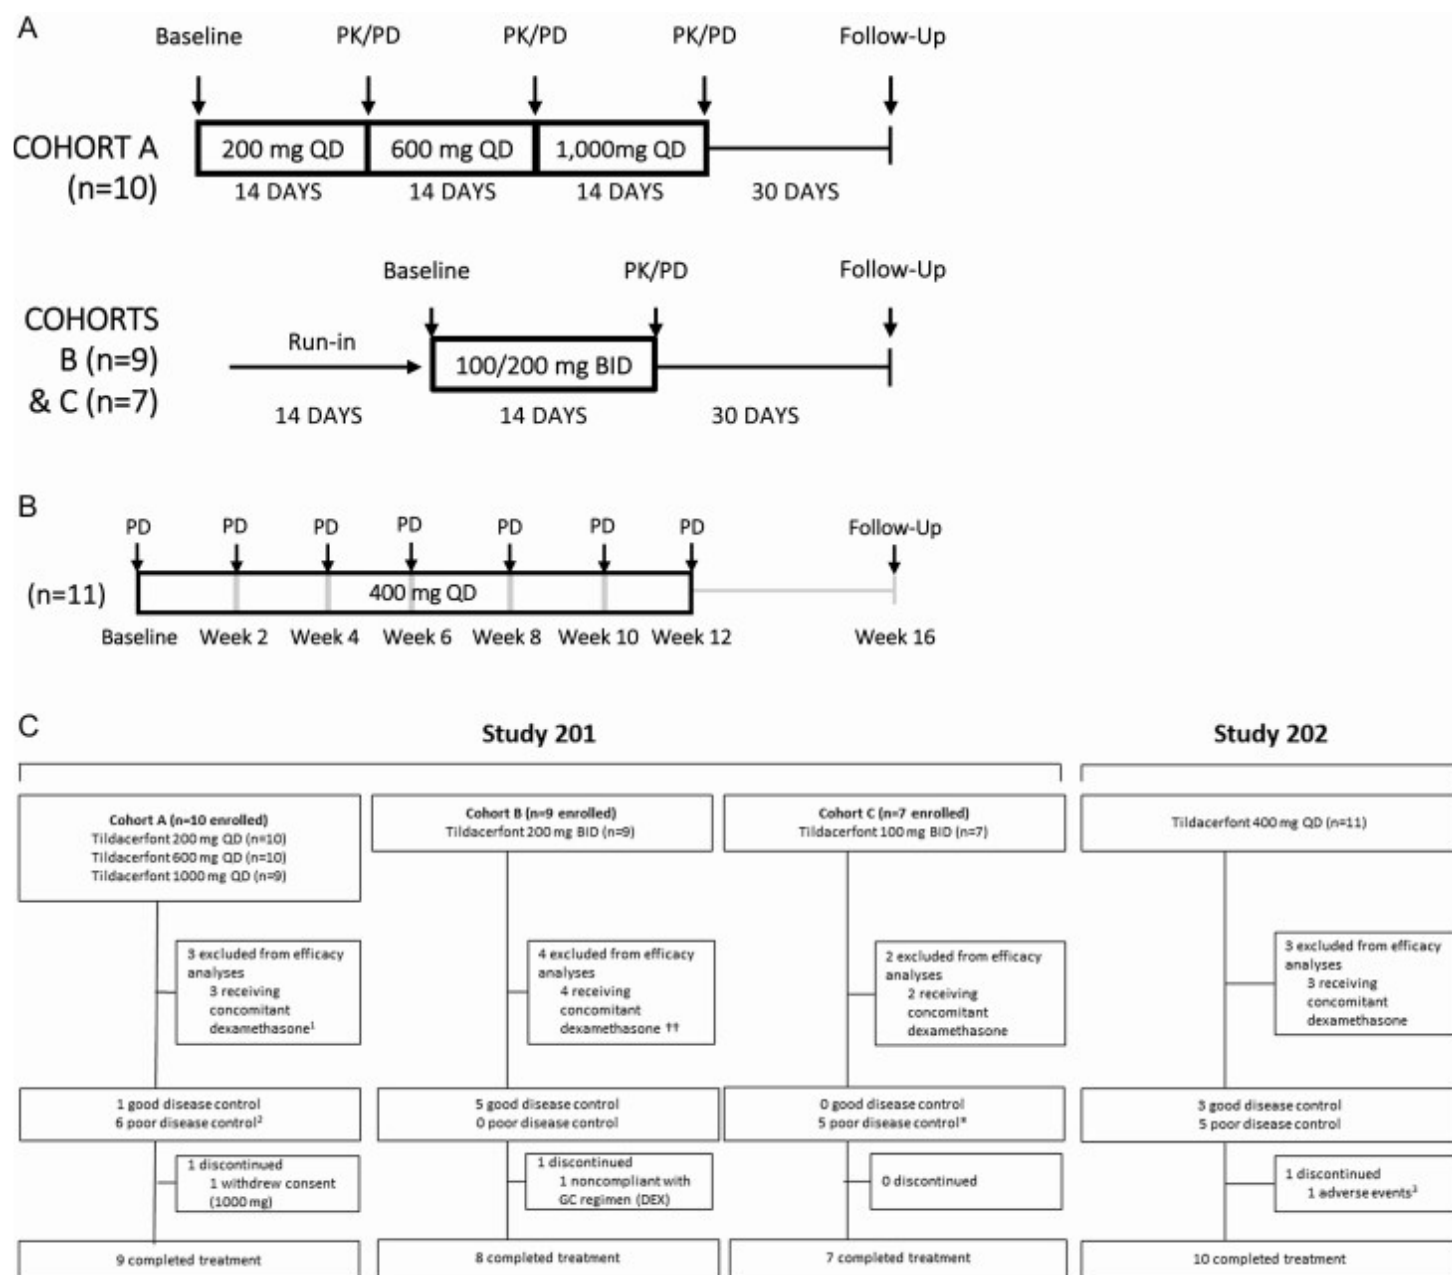 A
Baseline PK/PD PK/PD PK/PD Follow-Up
COHORT A
(n=10)
200 mg QD 600 mg QD 1,000mg QD
14 DAYS 14 DAYS 14 DAYS 30 DAYS
Baseline PK/PD Follow-Up
COHORTS
B (n=9)
& C (n=7)
Run-in
100/200 mg BID
14 DAYS 14 DAYS 30 DAYS
B
PD PD PD PD PD PD PD Follow-Up
(n=11)
400 mg QD
Baseline Week 2 Week 4 Week 6 Week 8 Week 10 Week 12 Week 16
C
Study 201
Study 202
Cohort A (n=10 enrolled)
Tildacerfont 200 mg QD (n=10)
Tildacerfont 600 mg QD (n=10)
Tildacerfont 1000 mg QD (n=9)
Cohort B (n=9 enrolled)
Tildacerfont 200 mg BID (n=9)
Cohort C (n=7 enrolled)
Tildacerfont 100 mg BID (n=7)
Tildacerfont 400 mg QD (n=11)
3 excluded from efficacy
analyses
3 receiving
concomitant
dexamethasone¹
4 excluded from efficacy
analyses
4 receiving
concomitant
dexamethasone ††
2 excluded from efficacy
analyses
2 receiving
concomitant
dexamethasone
3 excluded from efficacy
analyses
3 receiving
concomitant
dexamethasone
1 good disease control
6 poor disease control²
5 good disease control
0 poor disease control
0 good disease control
5 poor disease control*
3 good disease control
5 poor disease control
1 discontinued
1 withdrew consent
(1000 mg)
1 discontinued
1 noncompliant with
GC regimen (DEX)
0 discontinued
1 discontinued
1 adverse events³
9 completed treatment
8 completed treatment
7 completed treatment
10 completed treatment